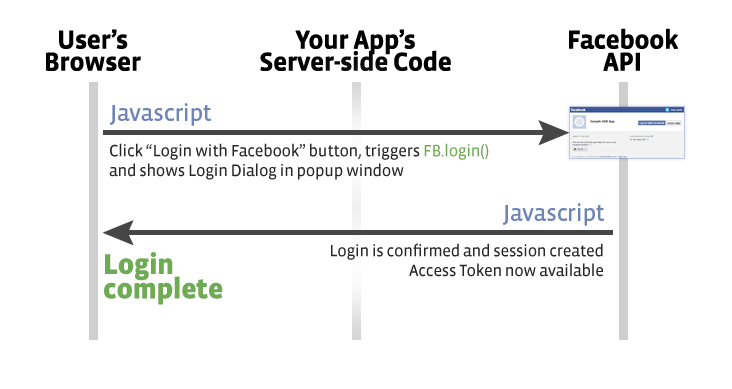 User's
Browser
Your App's
Server-side Code
Facebook
API
Javascript
Click “Login with Facebook” button, triggers FB.login()
and shows Login Dialog in popup window
facebook
Javascript
Login is confirmed and session created
Access Token now available
Login
complete